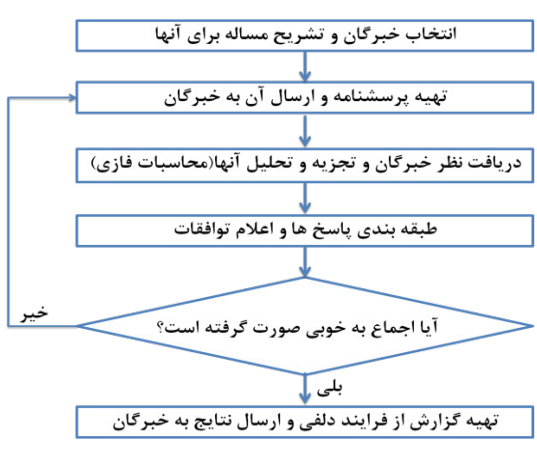 انتخاب خبرگان و تشریح مساله برای آنها
تهیه پرسشنامه و ارسال آن به خبرگان
دریافت نظر خبرگان و تجزیه و تحلیل آنها(محاسبات فازی)
طبقه بندی پاسخ ها و اعلام توافقات
آیا اجماع به خوبی صورت گرفته است؟
خیر
بلی
تهیه گزارش از فرایند دلفی و ارسال نتایج به خبرگان